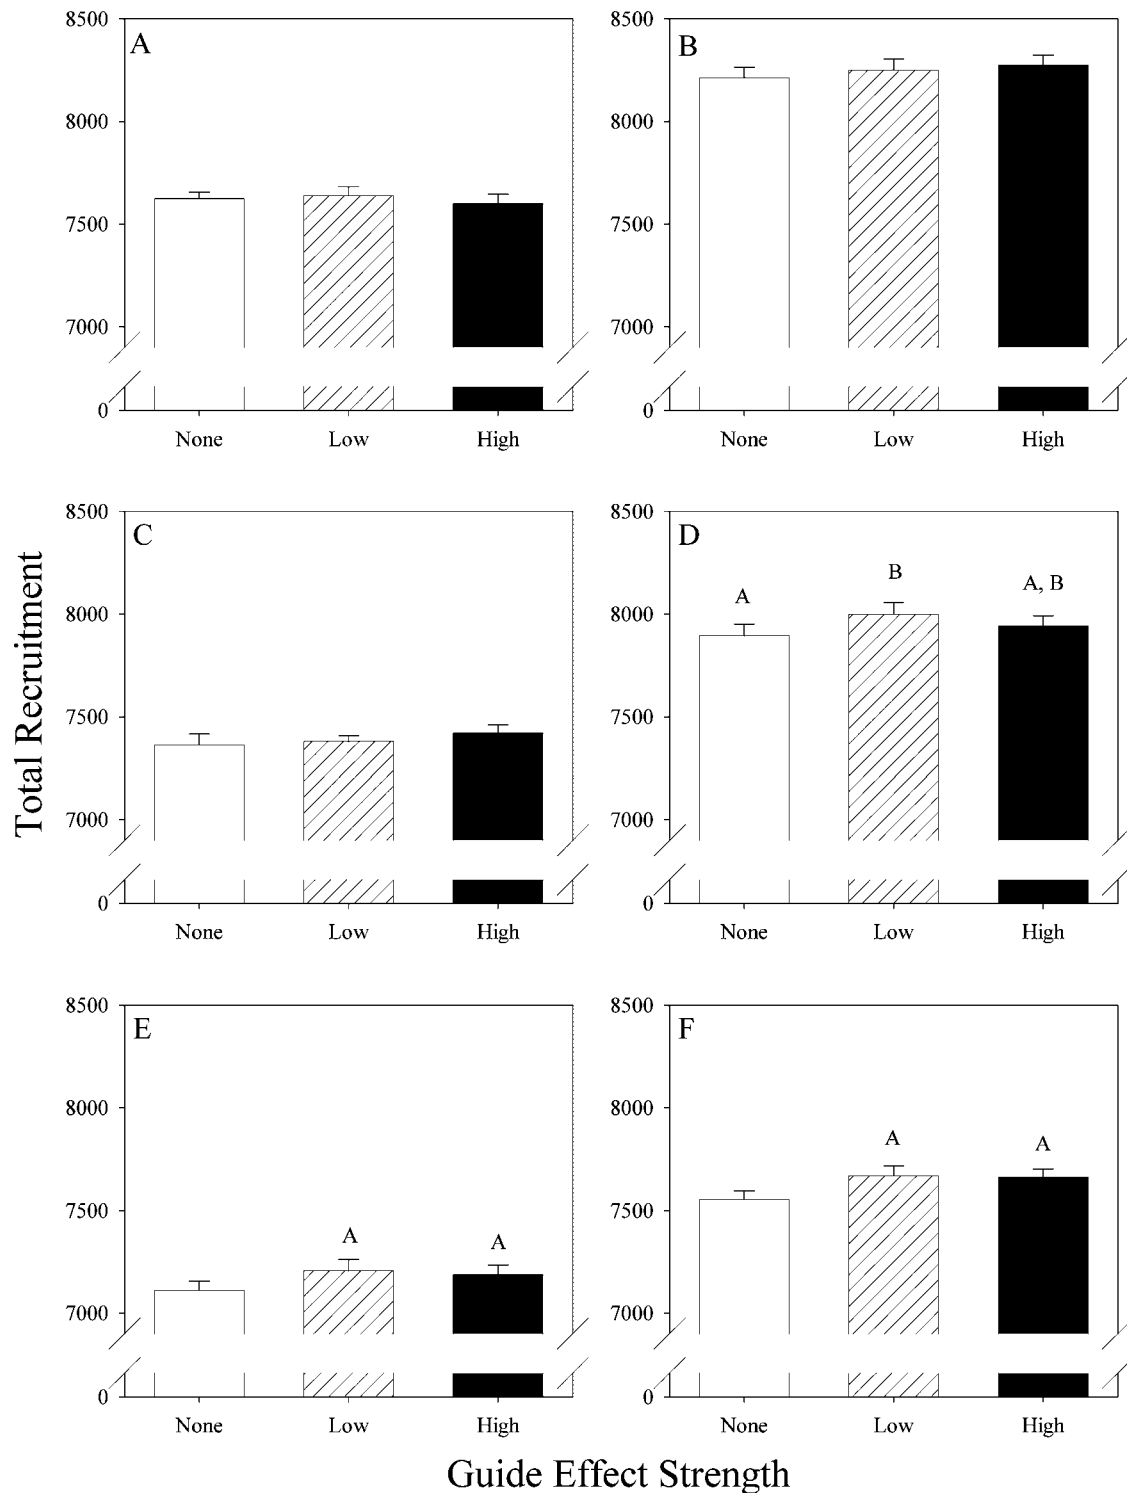 A
8500
8000
7500
7000
0
None Low High
B
8500
8000
7500
7000
0
None Low High
Total Recruitment
C
8500
8000
7500
7000
0
None Low High
D
8500
8000
7500
7000
0
A B A, B
None Low High
E
8500
8000
7500
7000
0
A A
None Low High
F
8500
8000
7500
7000
0
A A
None Low High
Guide Effect Strength